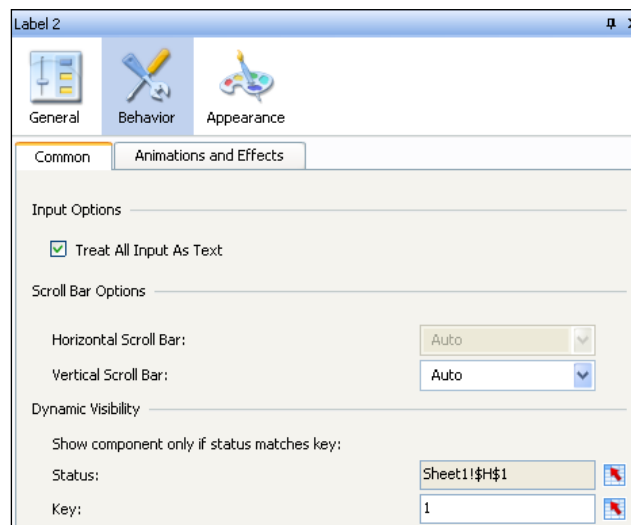 Label 2
General Behavior Appearance
Common Animations and Effects
Input Options
Treat All Input As Text
Scroll Bar Options
Horizontal Scroll Bar: Auto
Vertical Scroll Bar: Auto
Dynamic Visibility
Show component only if status matches key:
Status: Sheet1!$H$1
Key: 1